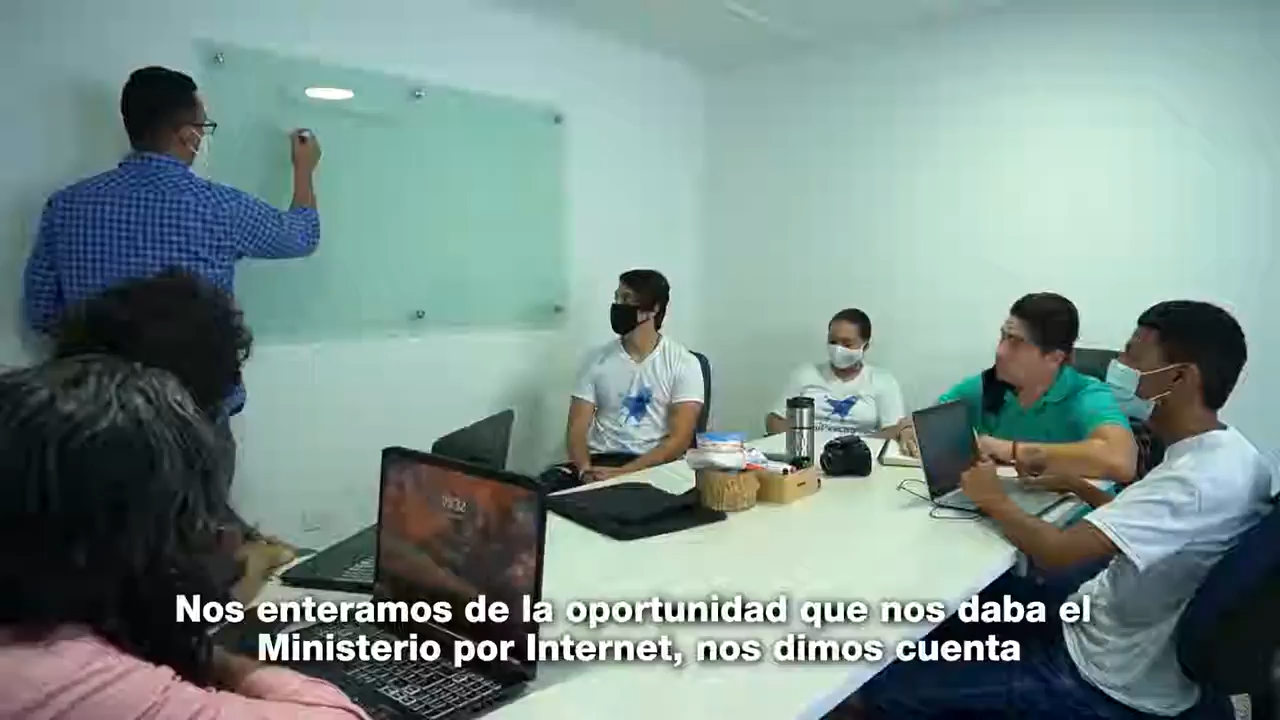 Nos enteramos de la oportunidad que nos daba el
Ministerio por Internet, nos dimos cuenta